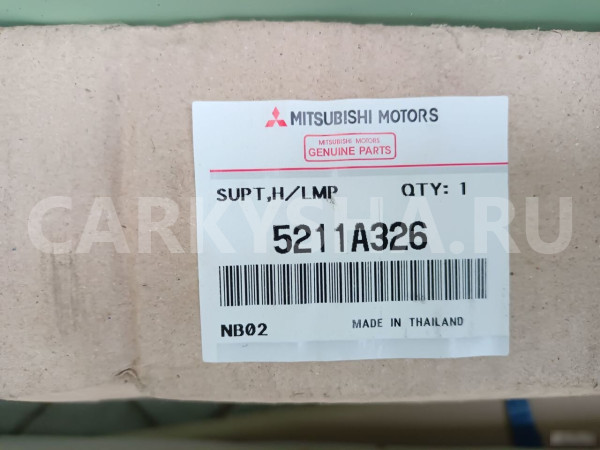 MITSUBISHI MOTORS
MITSUBISHI MOTORS
GENUINE PARTS
SUPT,H/LMP QTY: 1
5211A326
CARKYSHA.RU
NB02 MADE IN THAILAND